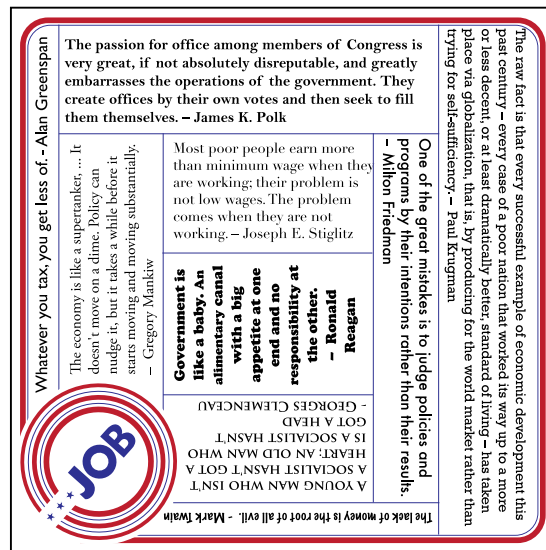 The passion for office among members of Congress is
very great, if not absolutely disreputable, and greatly
embarrasses the operations of the government. They
create offices by their own votes and then seek to fill
them themselves. – James K. Polk
The raw fact is that every successful example of economic development this
past century – every case of a poor nation that worked its way up to a more
or less decent, or at least dramatically better, standard of living – has taken
place via globalization, that is, by producing for the world market rather than
trying for self-sufficiency. – Paul Krugman
Whatever you tax, you get less of. - Alan Greenspan
The economy is like a supertanker, ... It
doesn't move on a dime. Policy can
nudge it, but it takes a while before it
starts moving and moving substantially.
– Gregory Mankiw
Most poor people earn more
than minimum wage when they
are working; their problem is
not low wages. The problem
comes when they are not
working. – Joseph E. Stiglitz
One of the great mistakes is to judge policies and
programs by their intentions rather than their results.
– Milton Friedman
Government is
like a baby. An
alimentary canal
with a big
appetite at one
end and no
responsibility at
the other.
– Ronald
Reagan
A YOUNG MAN WHO ISN'T
A SOCIALIST HASN'T GOT A
HEART; AN OLD MAN WHO
IS A SOCIALIST HASN'T
GOT A HEAD
- GEORGES CLEMENCEAU
The lack of money is the root of all evil. - Mark Twain
JOB